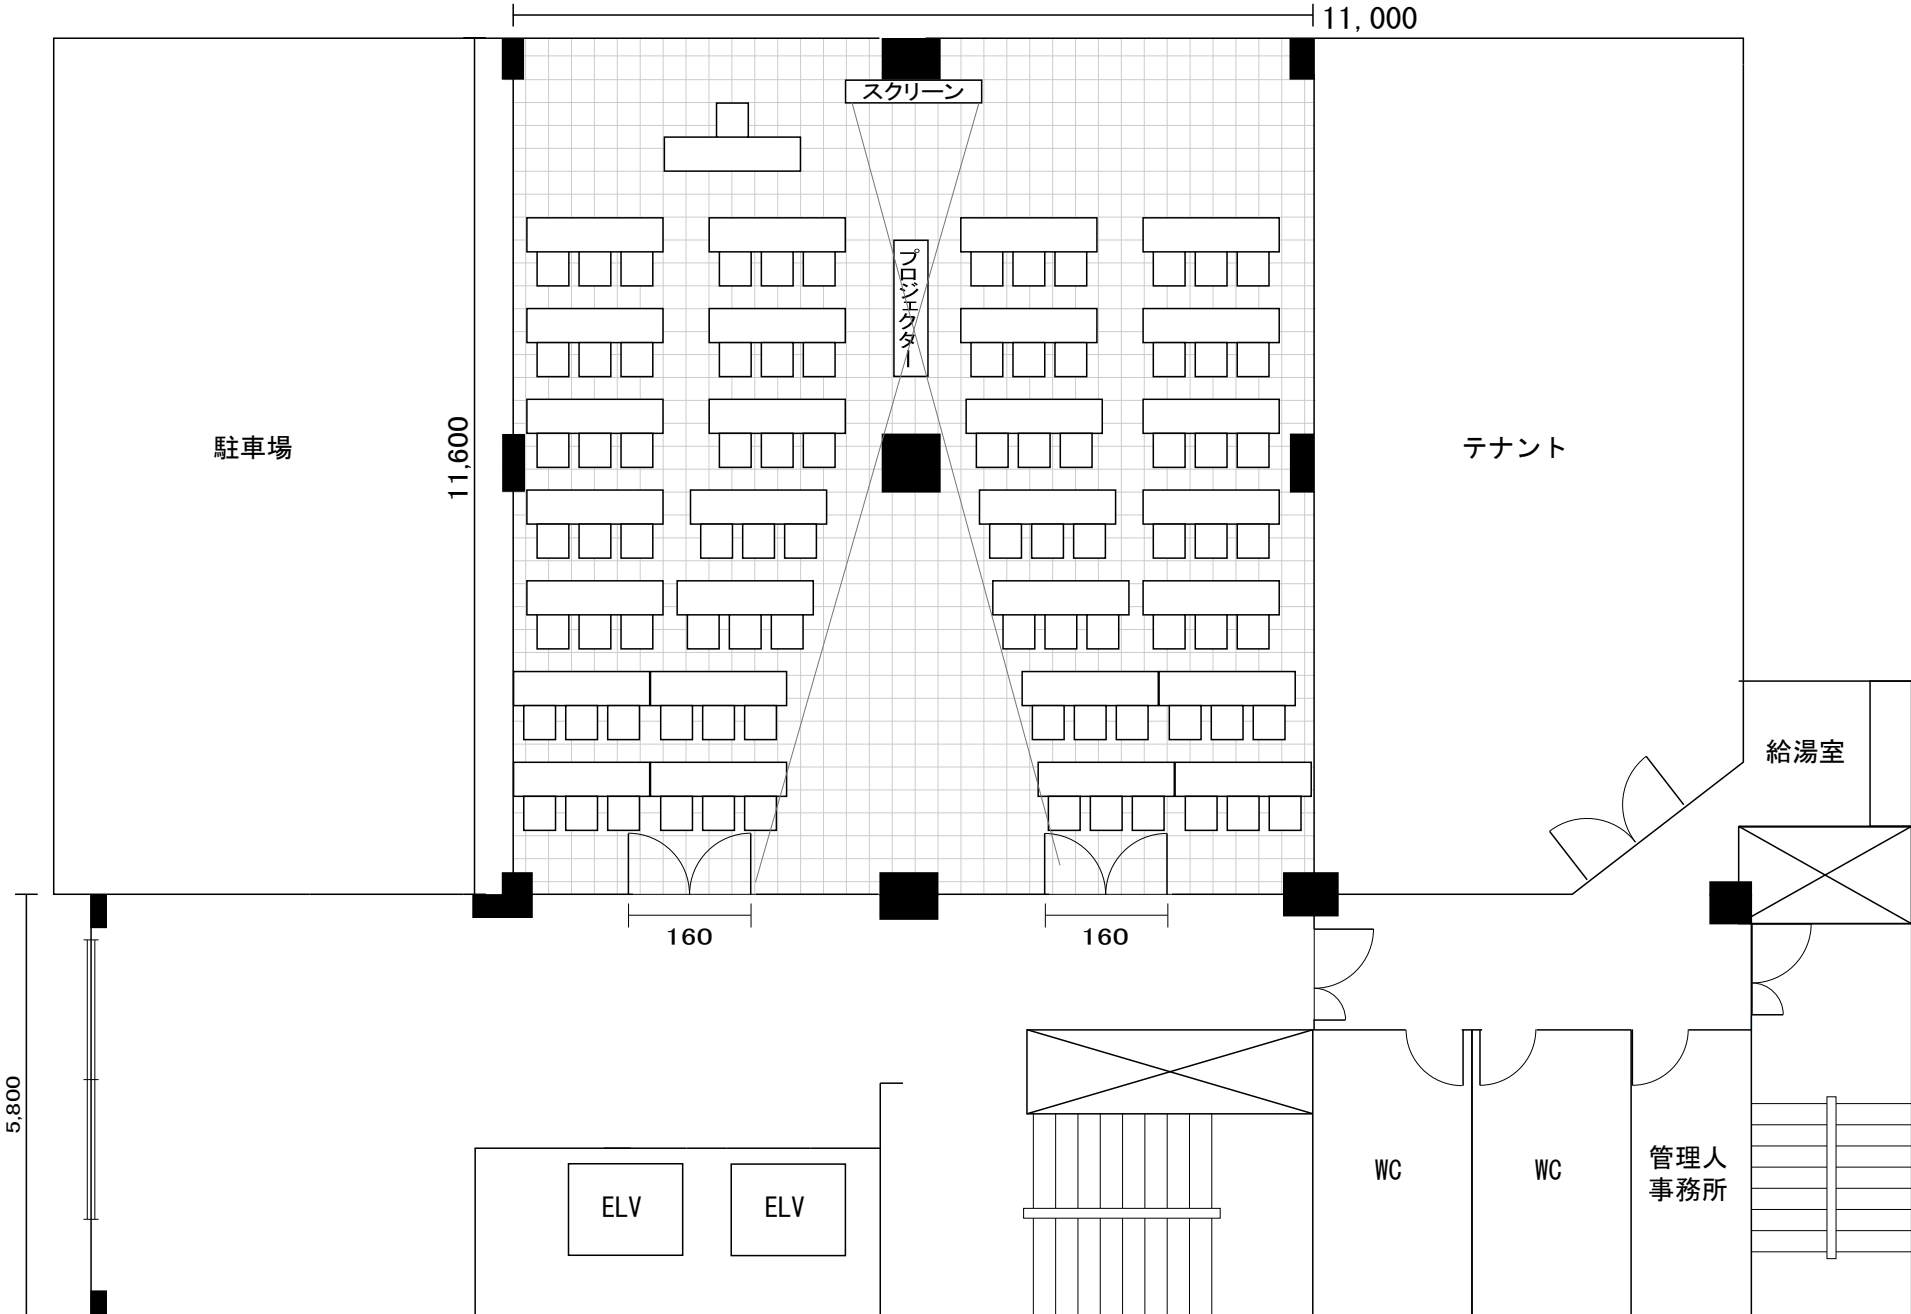 11,000
スクリーン
プロジェクター
駐車場
11,600
テナント
給湯室
160
160
5,800
ELV
ELV
WC
WC
管理人
事務所